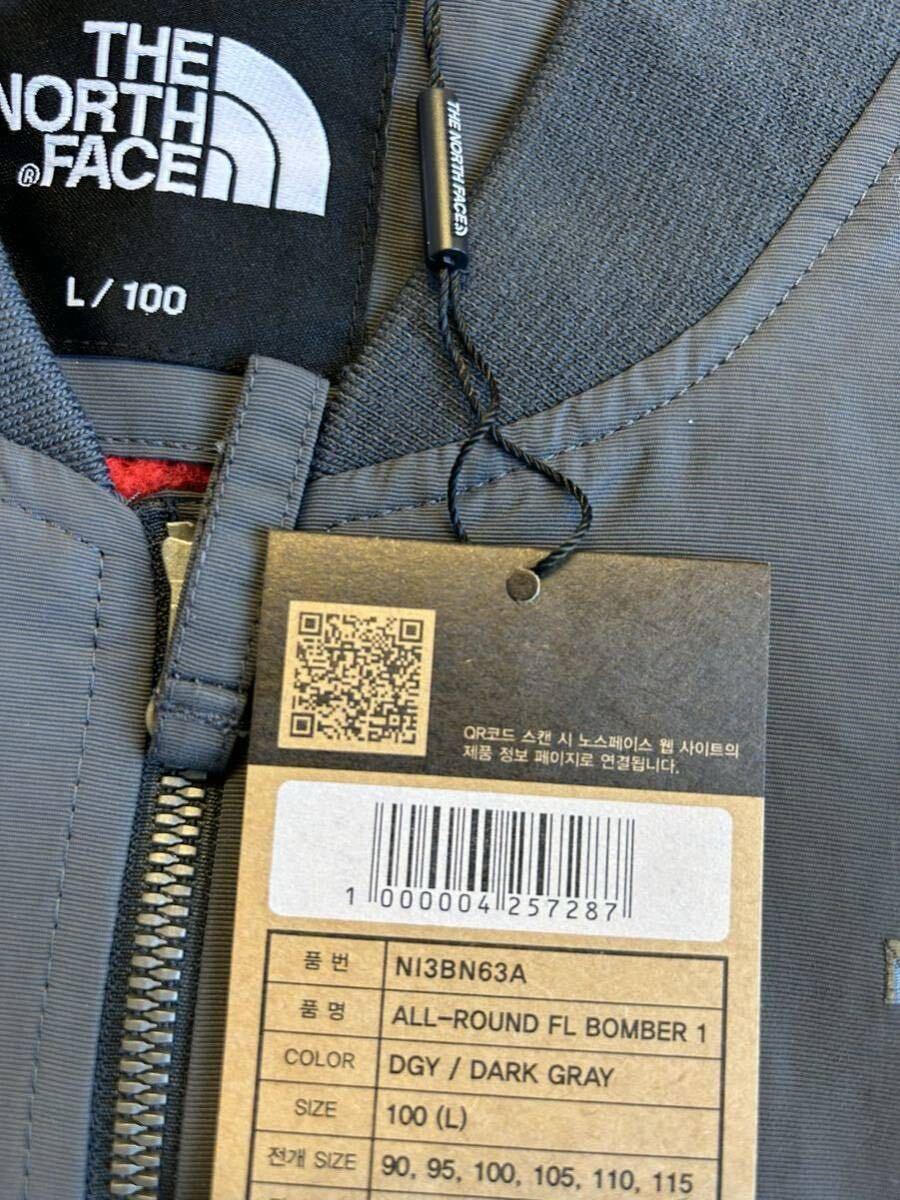 THE
NORTH
®FACE
L / 100
THE NORTH FACE
QR코드 스캔 시 노스페이스 웹 사이트의
제품 정보 페이지로 연결됩니다.
1 000004 257287
품 번 NI3BN63A
품 명 ALL-ROUND FL BOMBER 1
COLOR DGY / DARK GRAY
SIZE 100 (L)
전개 SIZE 90, 95, 100, 105, 110, 115